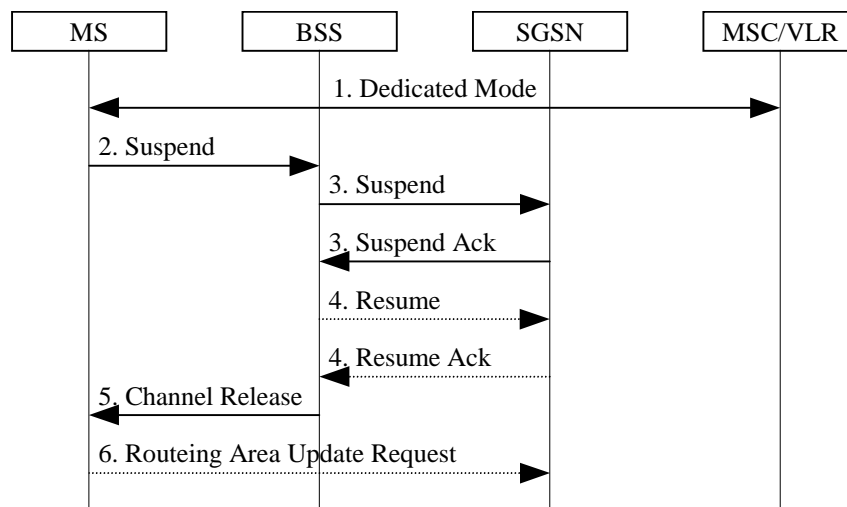 MS
BSS
SGSN
MSC/VLR
1. Dedicated Mode
2. Suspend
3. Suspend
3. Suspend Ack
4. Resume
4. Resume Ack
5. Channel Release
6. Routeing Area Update Request